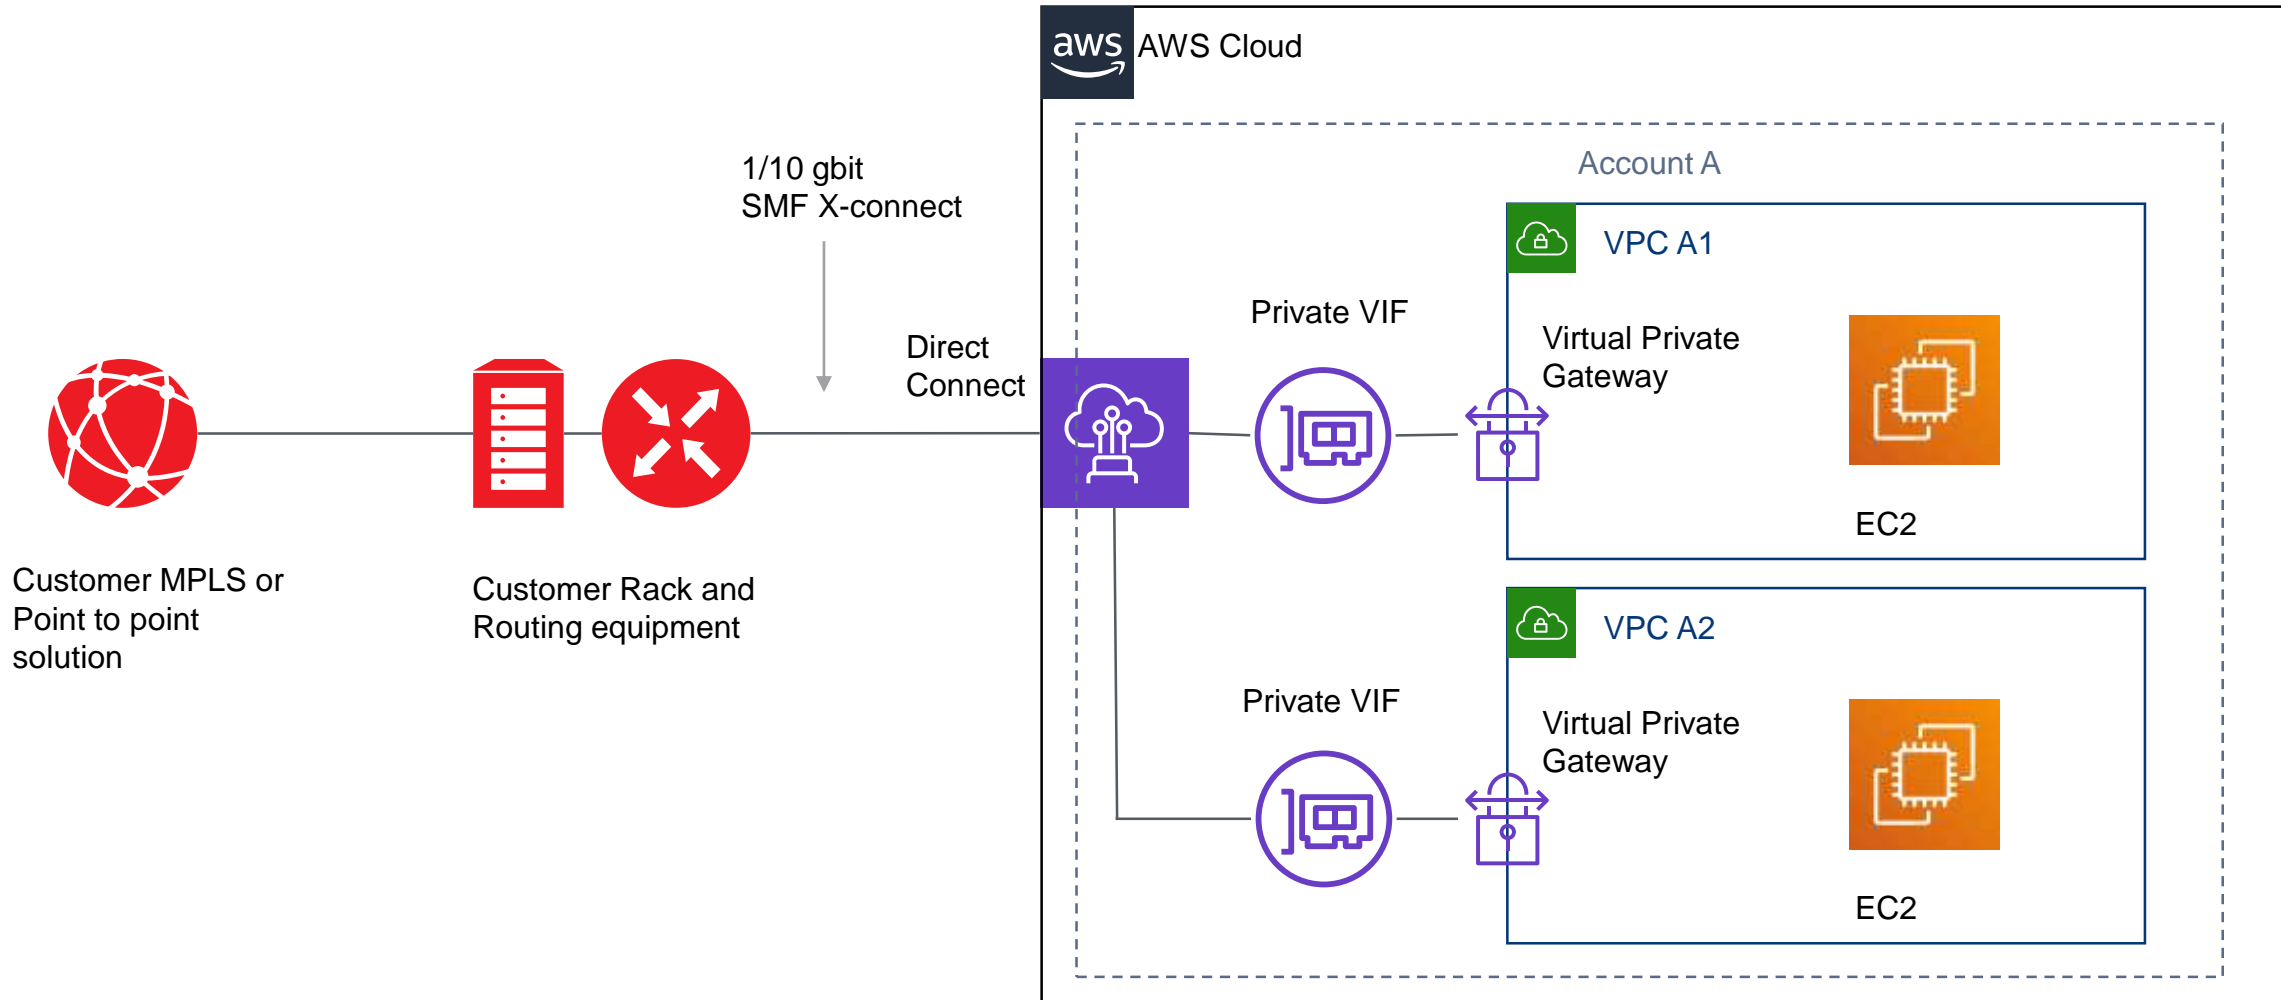 aws
AWS Cloud
Account A
1/10 gbit
SMF X-connect
VPC A1
Private VIF
Virtual Private
Gateway
Direct
Connect
EC2
Customer MPLS or
Point to point
solution
Customer Rack and
Routing equipment
VPC A2
Private VIF
Virtual Private
Gateway
EC2